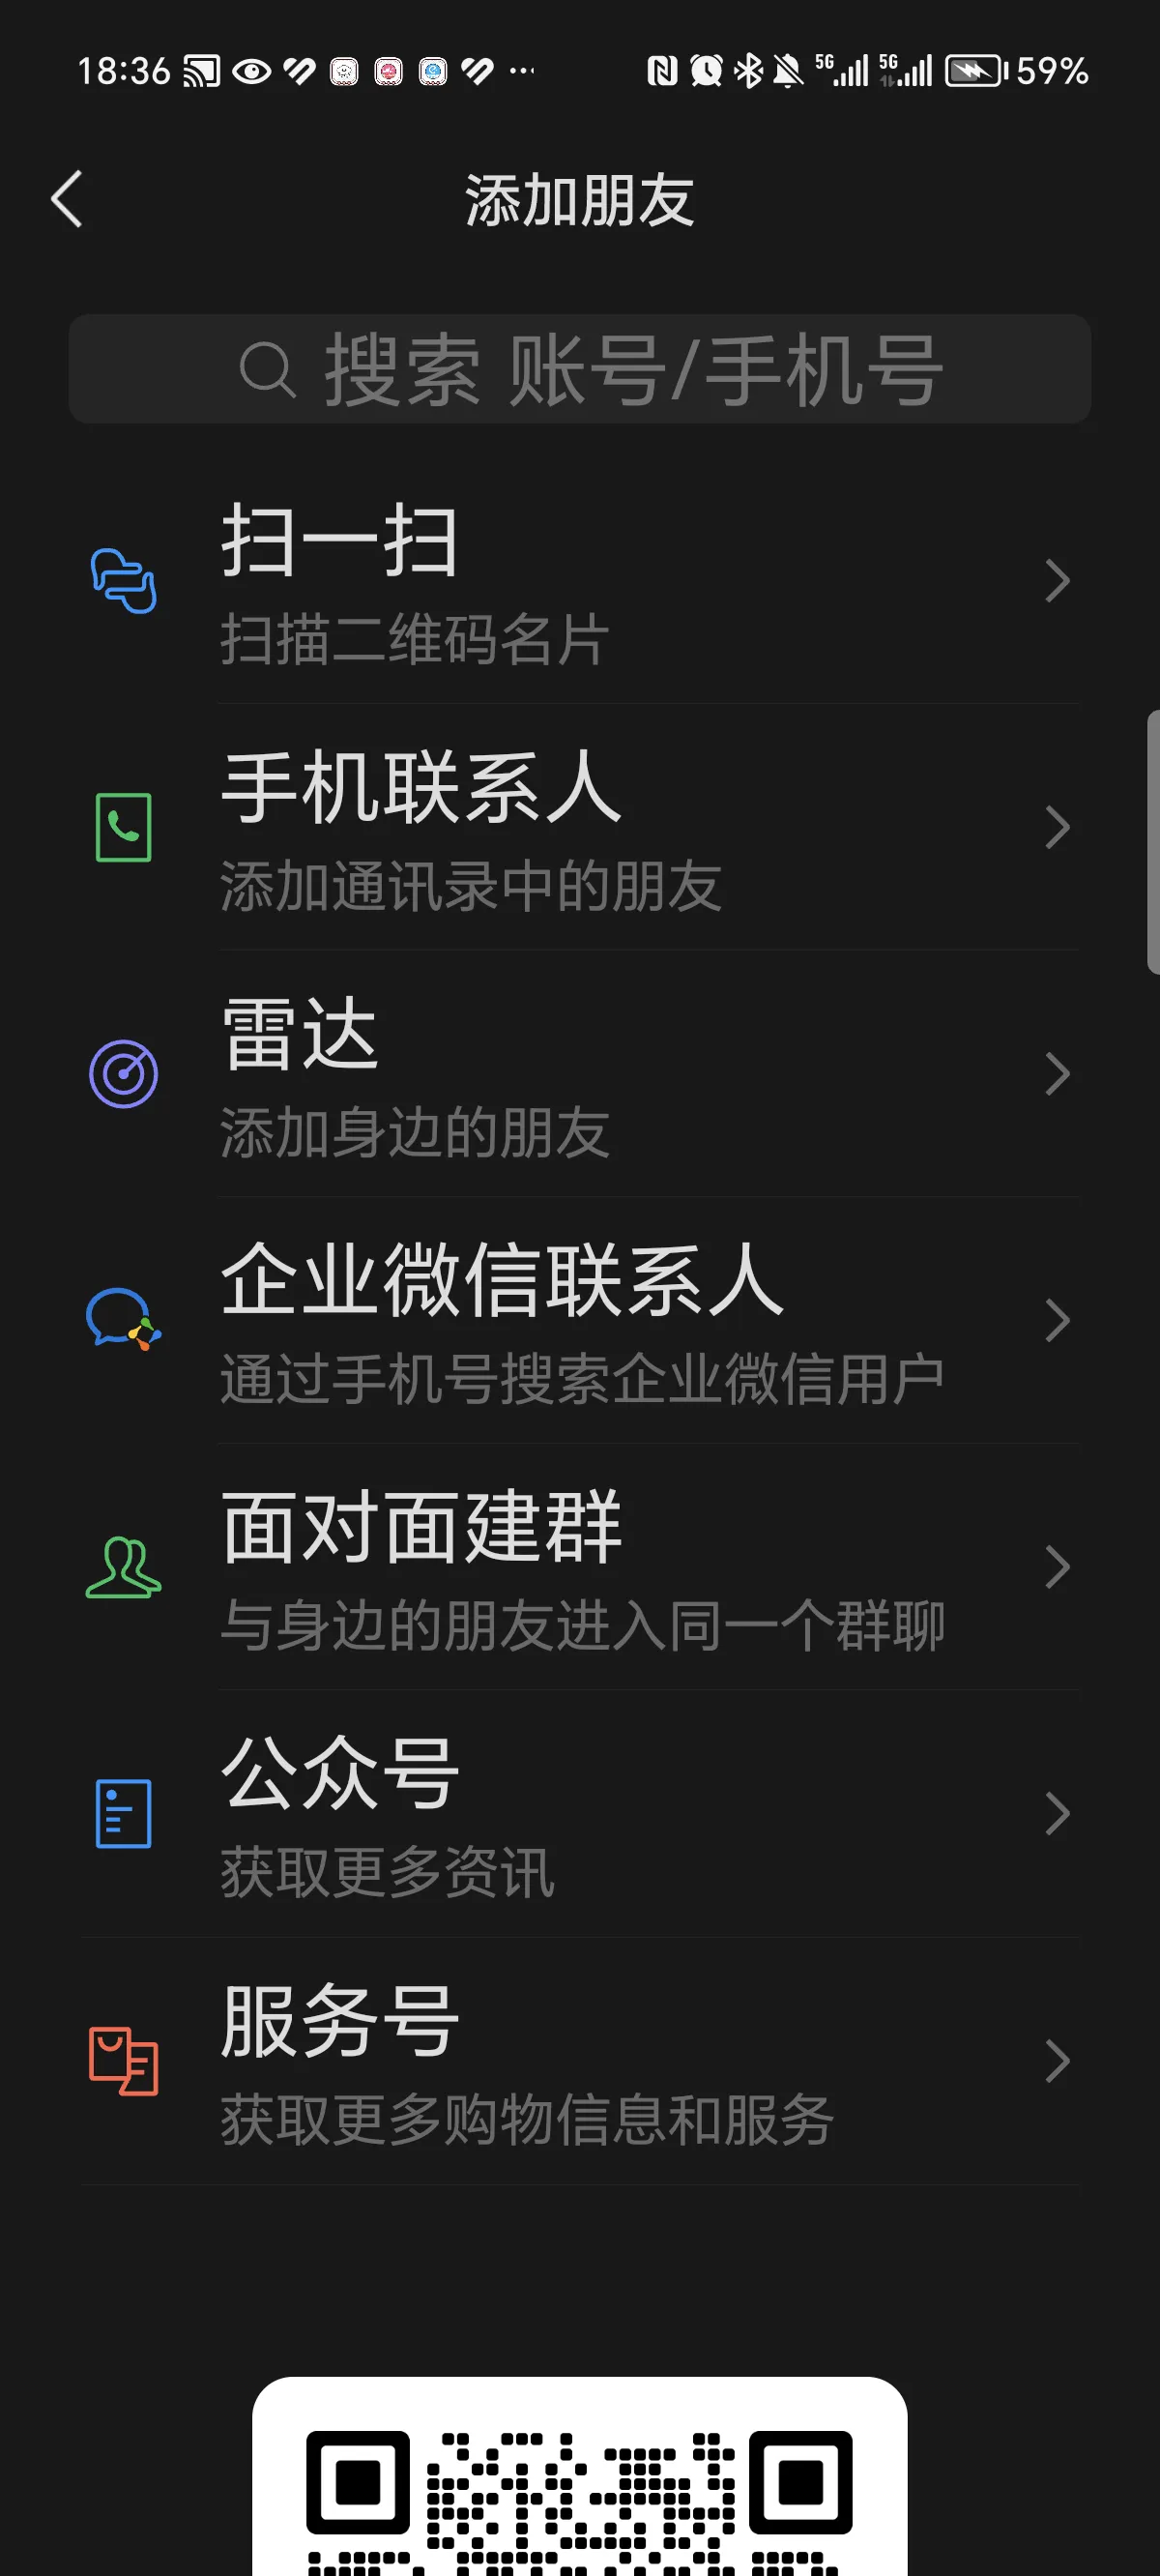 18:36 5G 5G 59%
添加朋友
搜索 账号/手机号
扫一扫
扫描二维码名片
手机联系人
添加通讯录中的朋友
雷达
添加身边的朋友
企业微信联系人
通过手机号搜索企业微信用户
面对面建群
与身边的朋友进入同一个群聊
公众号
获取更多资讯
服务号
获取更多购物信息和服务